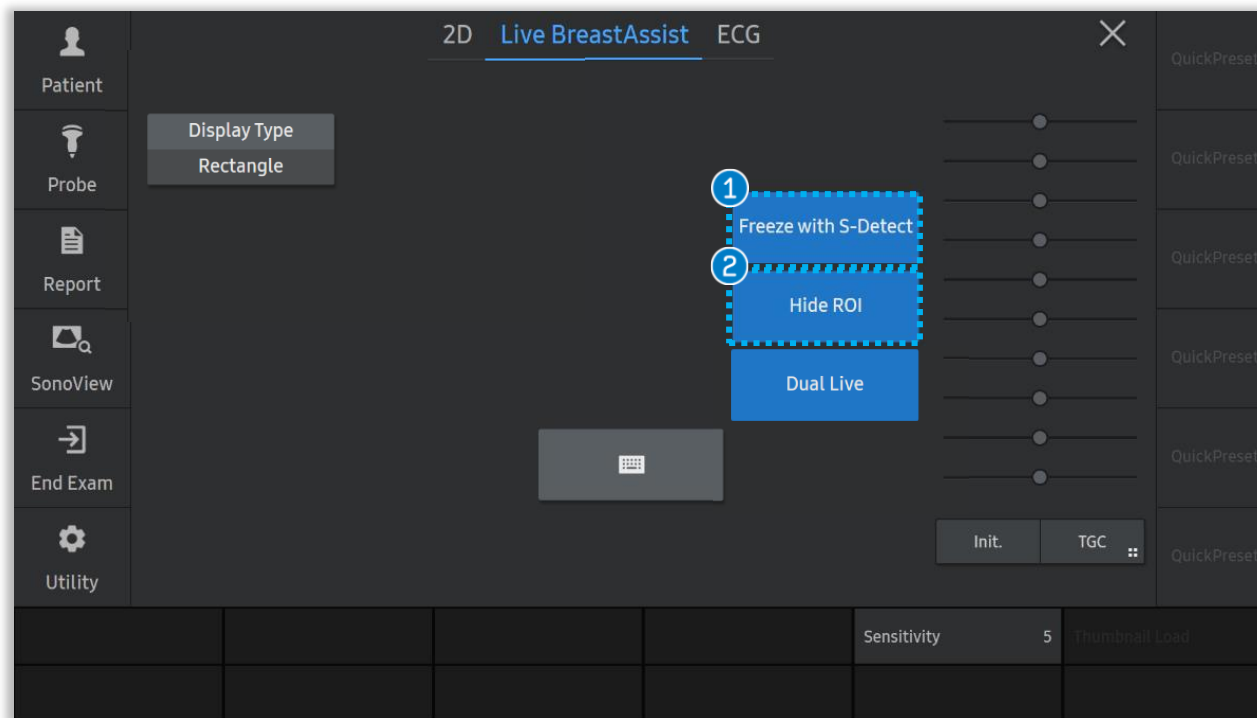 2D Live BreastAssist ECG
Patient
Probe
Report
SonoView
End Exam
Utility
Display Type
Rectangle
1
Freeze with S-Detect
2
Hide ROI
Dual Live
Init. TGC
QuickPreset
QuickPreset
QuickPreset
QuickPreset
QuickPreset
QuickPreset
Sensitivity 5 Thumbnail Load